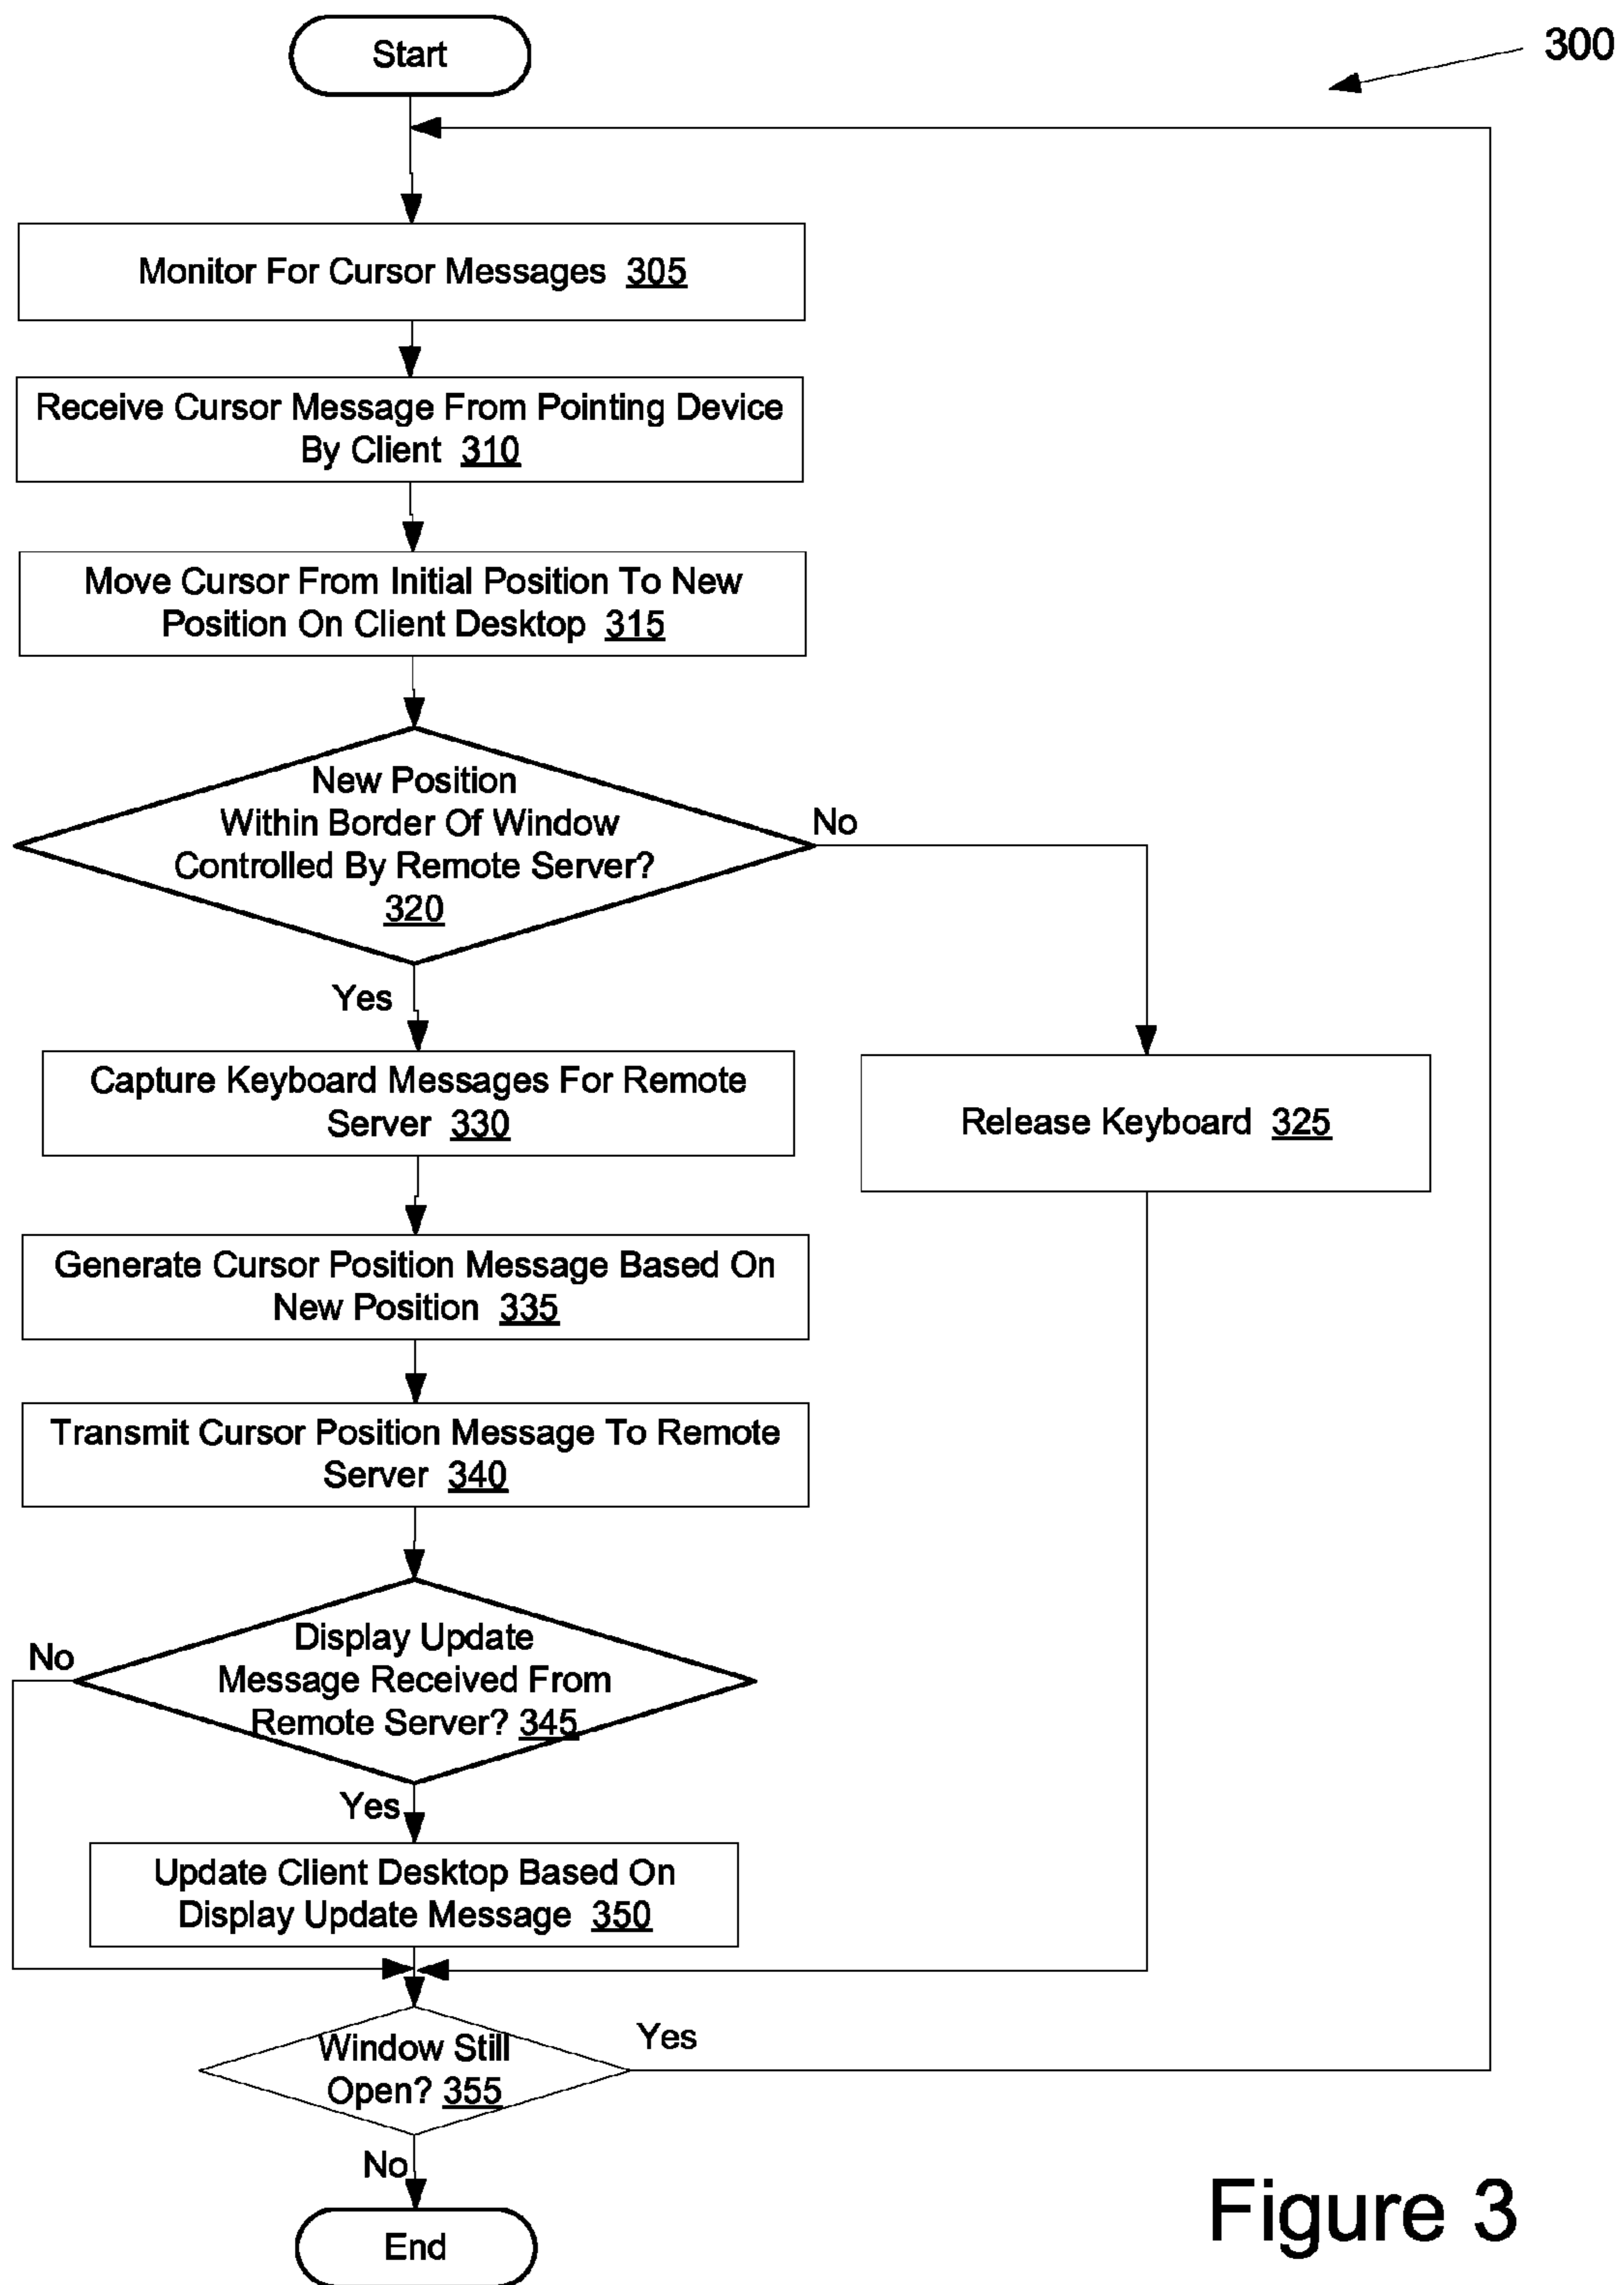 Start
300
Monitor For Cursor Messages 305
Receive Cursor Message From Pointing Device
By Client 310
Move Cursor From Initial Position To New
Position On Client Desktop 315
New Position
Within Border Of Window
Controlled By Remote Server?
320
No
Yes
Capture Keyboard Messages For Remote
Server 330
Release Keyboard 325
Generate Cursor Position Message Based On
New Position 335
Transmit Cursor Position Message To Remote
Server 340
Display Update
Message Received From
Remote Server? 345
No
Yes
Update Client Desktop Based On
Display Update Message 350
Window Still
Open? 355
Yes
No
End
Figure 3